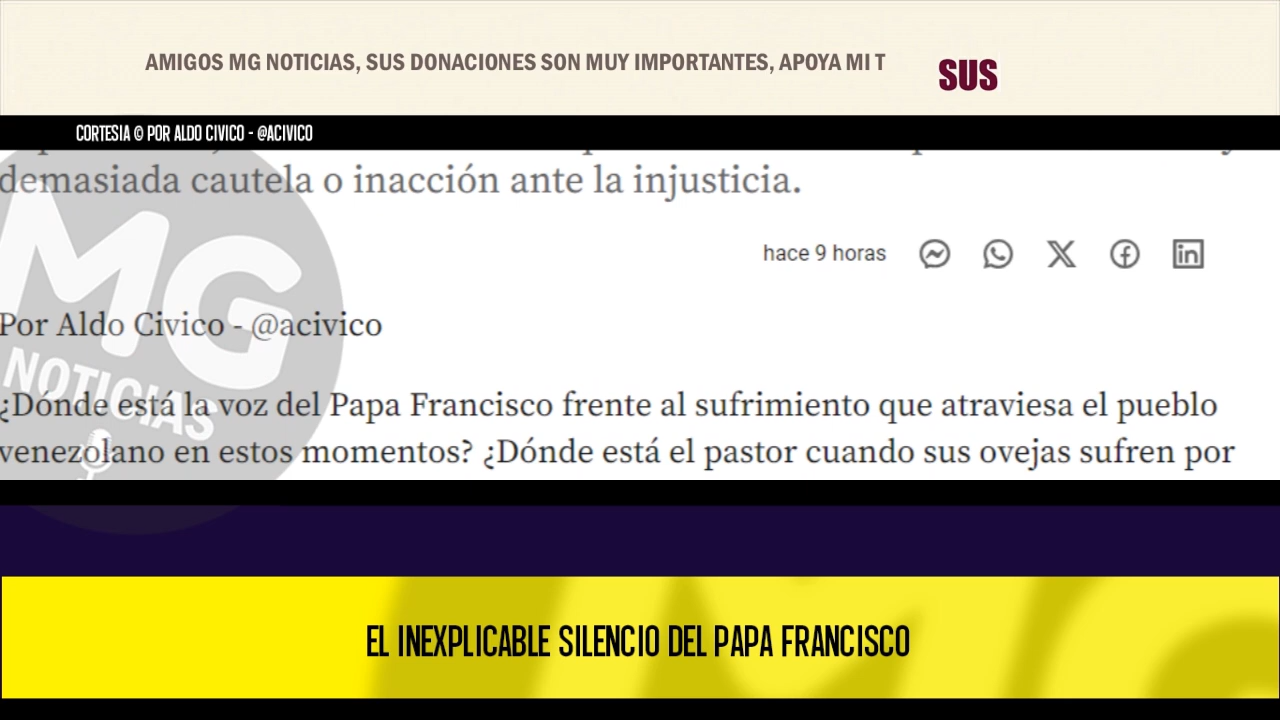 AMIGOS MG NOTICIAS, SUS DONACIONES SON MUY IMPORTANTES, APOYA MI T
SUS
CORTESIA © POR ALDO CIVICO - @ACIVICO
demasiada cautela o inacción ante la injusticia.
hace 9 horas
Por Aldo Civico - @acivico
MG
NOTICIAS
¿Dónde está la voz del Papa Francisco frente al sufrimiento que atraviesa el pueblo
venezolano en estos momentos? ¿Dónde está el pastor cuando sus ovejas sufren por
EL INEXPLICABLE SILENCIO DEL PAPA FRANCISCO